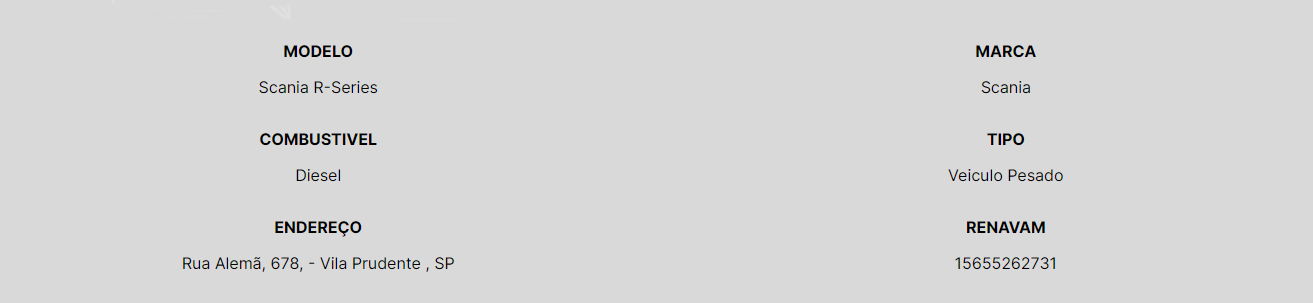 MODELO
Scania R-Series
MARCA
Scania
COMBUSTIVEL
Diesel
TIPO
Veiculo Pesado
ENDEREÇO
Rua Alemã, 678, - Vila Prudente , SP
RENAVAM
15655262731